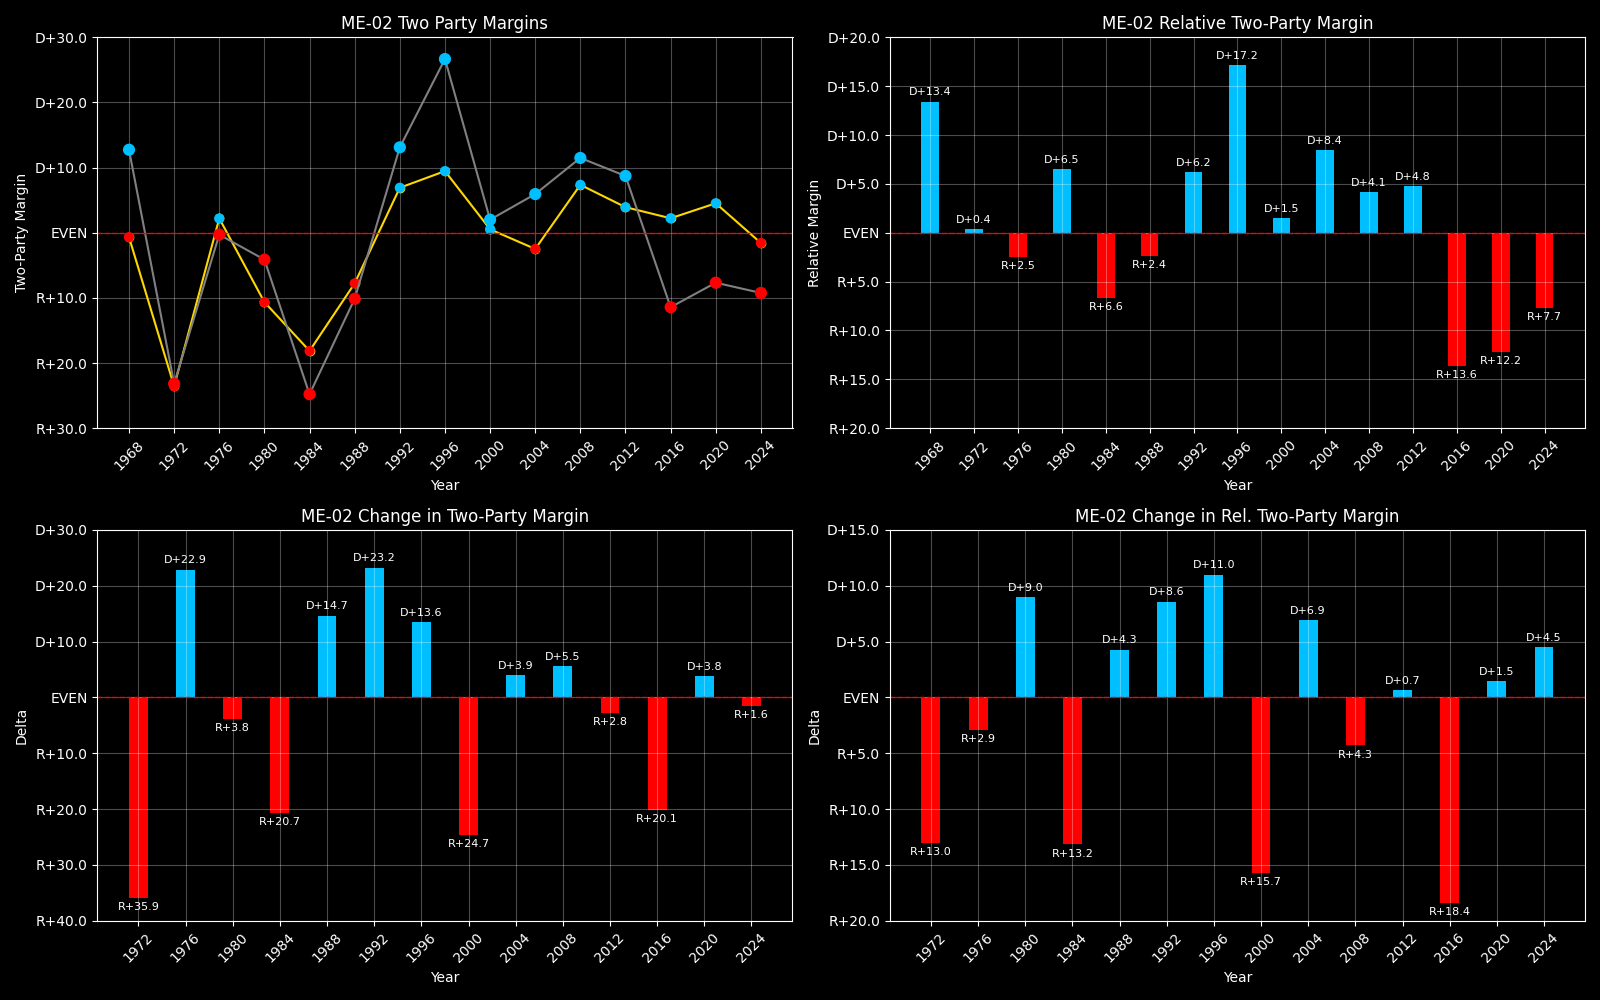 ME-02 Two Party Margins
D+30.0
D+20.0
D+10.0
EVEN
R+10.0
R+20.0
R+30.0
Two-Party Margin
1968
1972
1976
1980
1984
1988
1992
1996
2000
2004
2008
2012
2016
2020
2024
Year
ME-02 Relative Two-Party Margin
D+20.0
D+15.0
D+10.0
D+5.0
EVEN
R+5.0
R+10.0
R+15.0
R+20.0
Relative Margin
D+13.4
D+0.4
R+2.5
D+6.5
R+6.6
R+2.4
D+6.2
D+17.2
D+1.5
D+8.4
D+4.1
D+4.8
R+13.6
R+12.2
R+7.7
1968
1972
1976
1980
1984
1988
1992
1996
2000
2004
2008
2012
2016
2020
2024
Year
ME-02 Change in Two-Party Margin
D+30.0
D+20.0
D+10.0
EVEN
R+10.0
R+20.0
R+30.0
R+40.0
Delta
R+35.9
D+22.9
R+3.8
R+20.7
D+14.7
D+23.2
D+13.6
R+24.7
D+3.9
D+5.5
R+2.8
R+20.1
D+3.8
R+1.6
1972
1976
1980
1984
1988
1992
1996
2000
2004
2008
2012
2016
2020
2024
Year
ME-02 Change in Rel. Two-Party Margin
D+15.0
D+10.0
D+5.0
EVEN
R+5.0
R+10.0
R+15.0
R+20.0
Delta
R+13.0
R+2.9
D+9.0
R+13.2
D+4.3
D+8.6
D+11.0
R+15.7
D+6.9
R+4.3
D+0.7
R+18.4
D+1.5
D+4.5
1972
1976
1980
1984
1988
1992
1996
2000
2004
2008
2012
2016
2020
2024
Year